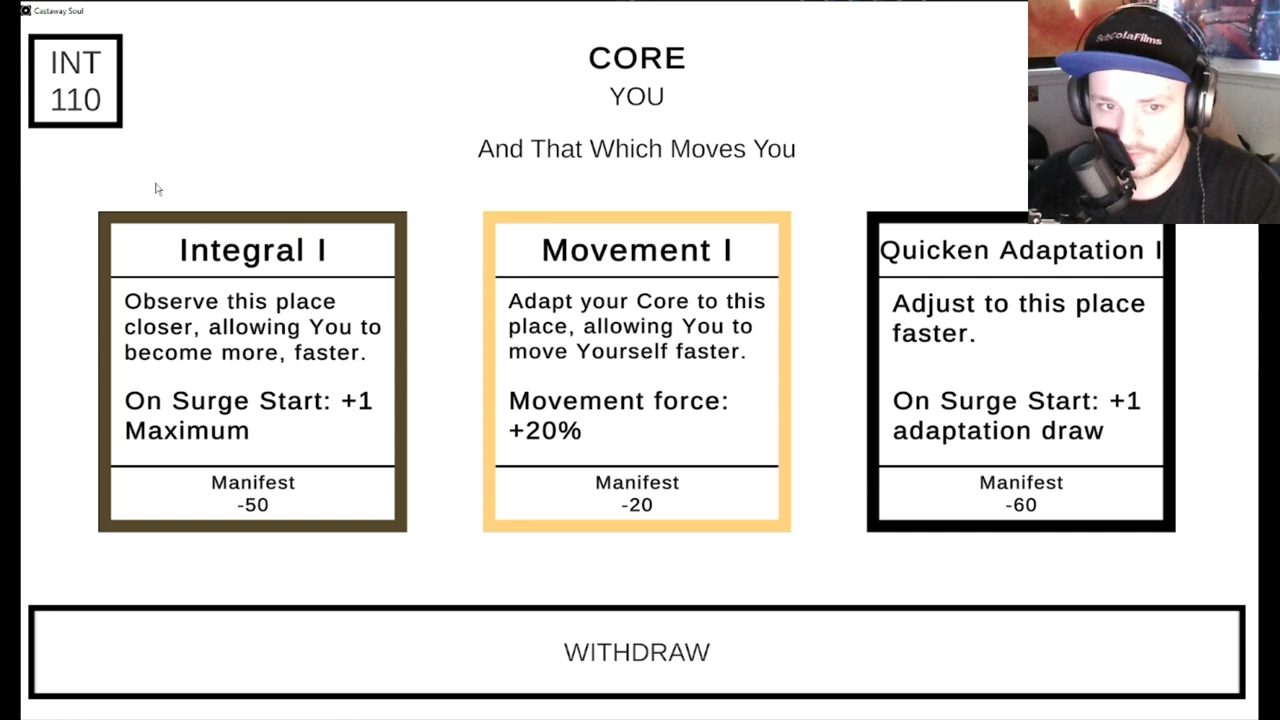 Castaway Soul
INT
110
CORE
YOU
And That Which Moves You
Integral I
Observe this place
closer, allowing You to
become more, faster.
On Surge Start: +1
Maximum
Manifest
-50
Movement I
Adapt your Core to this
place, allowing You to
move Yourself faster.
Movement force:
+20%
Manifest
-20
Quicken Adaptation I
Adjust to this place
faster.
On Surge Start: +1
adaptation draw
Manifest
-60
WITHDRAW